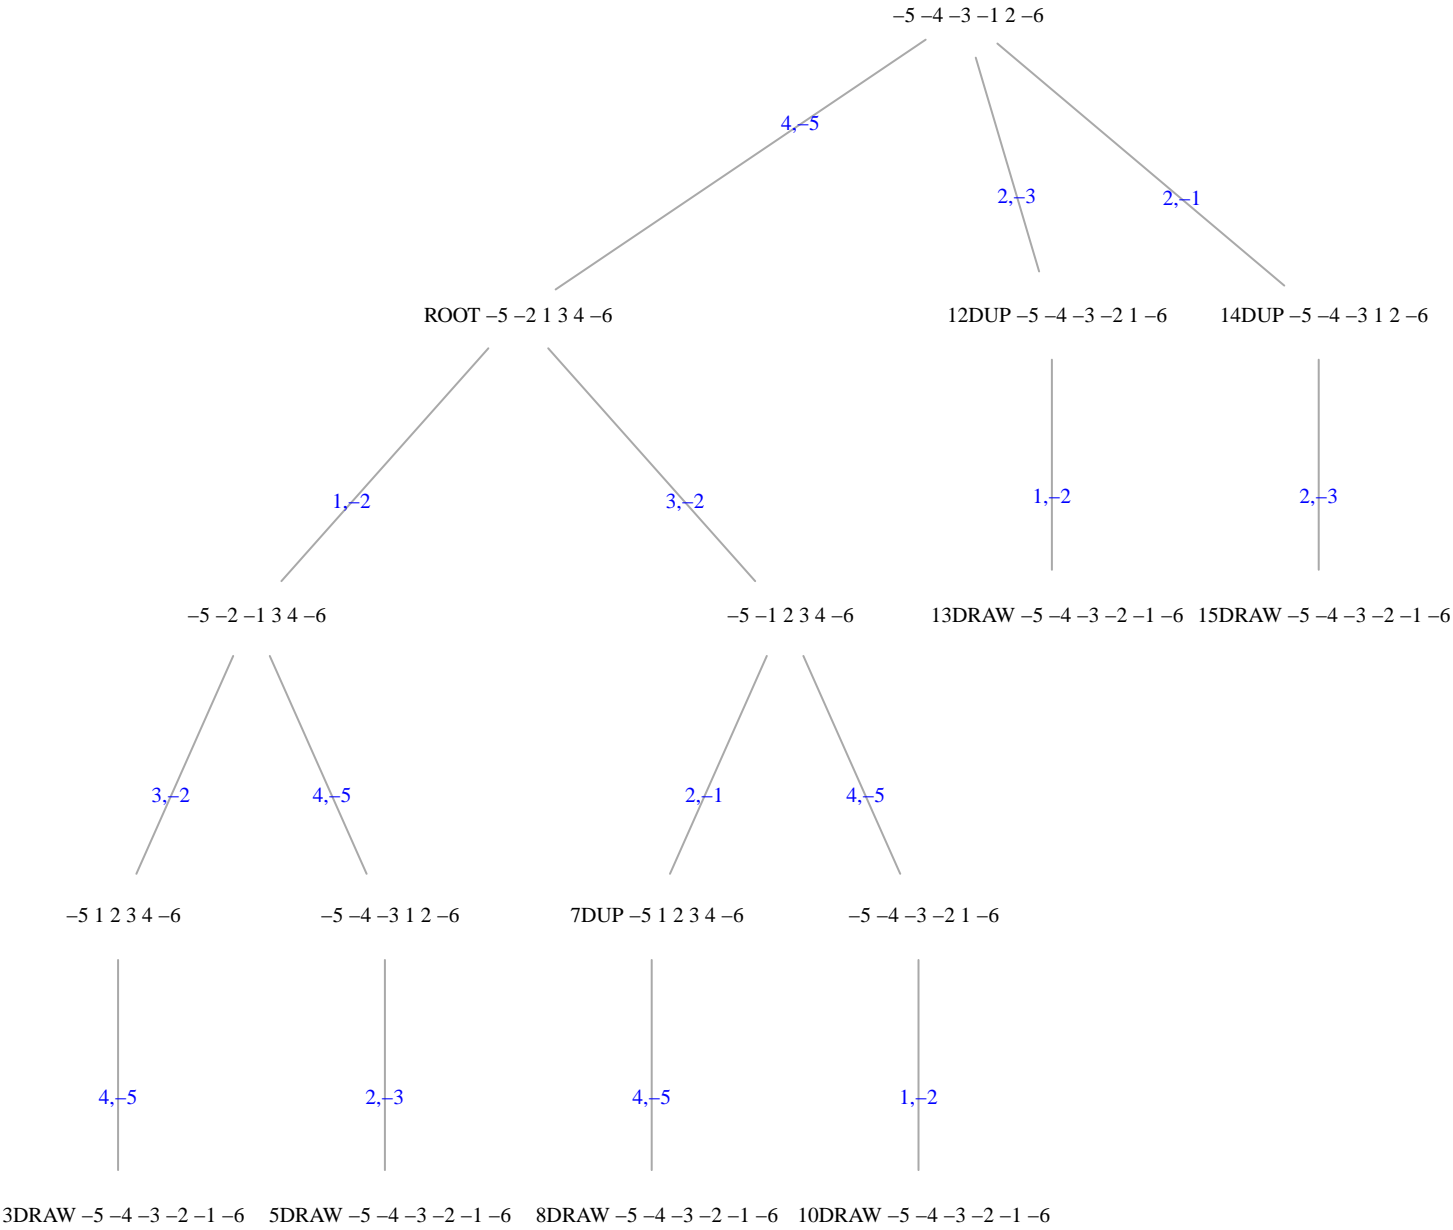 –5 –4 –3 –1 2 –6
4,–5
2,–3
2,–1
ROOT –5 –2 1 3 4 –6
12DUP –5 –4 –3 –2 1 –6
14DUP –5 –4 –3 1 2 –6
1,–2
3,–2
1,–2
2,–3
–5 –2 –1 3 4 –6
–5 –1 2 3 4 –6
13DRAW –5 –4 –3 –2 –1 –6
15DRAW –5 –4 –3 –2 –1 –6
3,–2
4,–5
2,–1
4,–5
–5 1 2 3 4 –6
–5 –4 –3 1 2 –6
7DUP –5 1 2 3 4 –6
–5 –4 –3 –2 1 –6
4,–5
2,–3
4,–5
1,–2
3DRAW –5 –4 –3 –2 –1 –6
5DRAW –5 –4 –3 –2 –1 –6
8DRAW –5 –4 –3 –2 –1 –6
10DRAW –5 –4 –3 –2 –1 –6